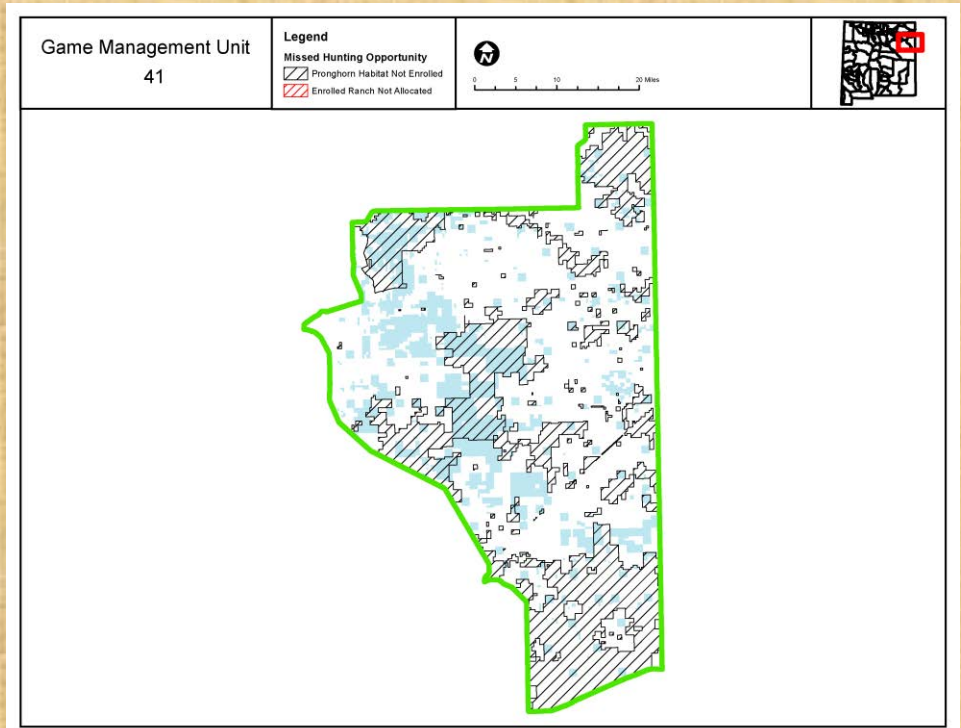 Game Management Unit
41
Legend
Missed Hunting Opportunity
Pronghorn Habitat Not Enrolled
Enrolled Ranch Not Allocated
N
0 5 10 20 Miles